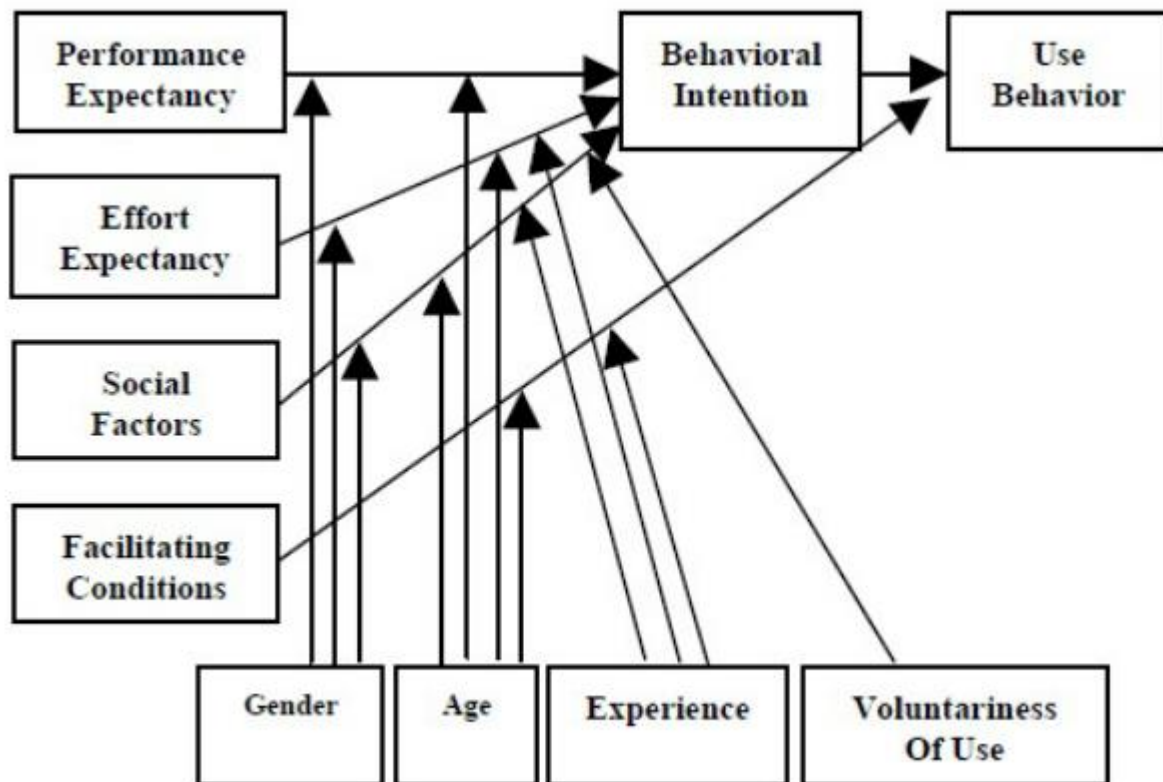 Performance
Expectancy
Behavioral
Intention
Use
Behavior
Effort
Expectancy
Social
Factors
Facilitating
Conditions
Gender
Age
Experience
Voluntariness
Of Use